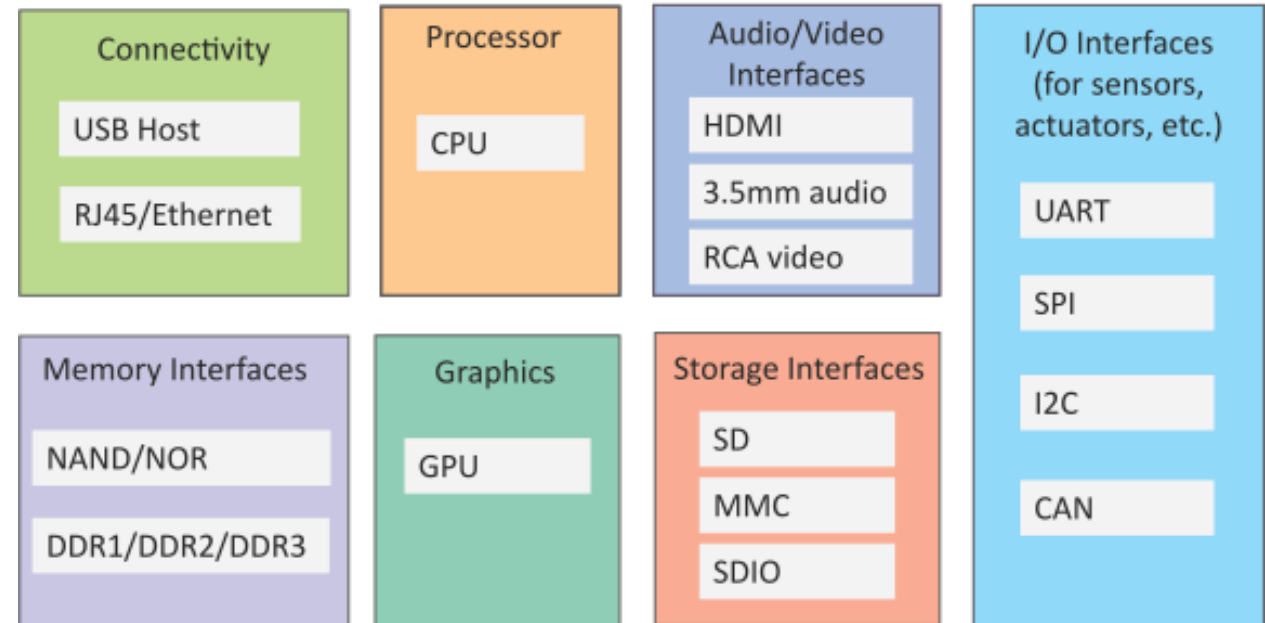 Connectivity
USB Host
RJ45/Ethernet
Processor
CPU
Audio/Video
Interfaces
HDMI
3.5mm audio
RCA video
I/O Interfaces
(for sensors,
actuators, etc.)
UART
SPI
I2C
CAN
Memory Interfaces
NAND/NOR
DDR1/DDR2/DDR3
Graphics
GPU
Storage Interfaces
SD
MMC
SDIO